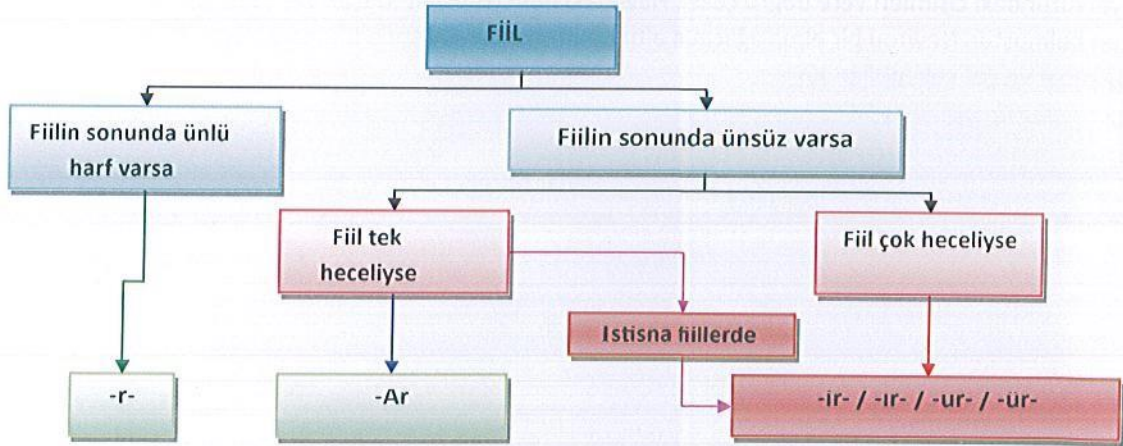 FİİL
Fiilin sonunda ünlü
harf varsa
Fiilin sonunda ünsüz varsa
Fiil tek
heceliyse
Fiil çok heceliyse
İstisna fiillerde
-r-
-Ar
-ir- / -ır- / -ur- / -ür-